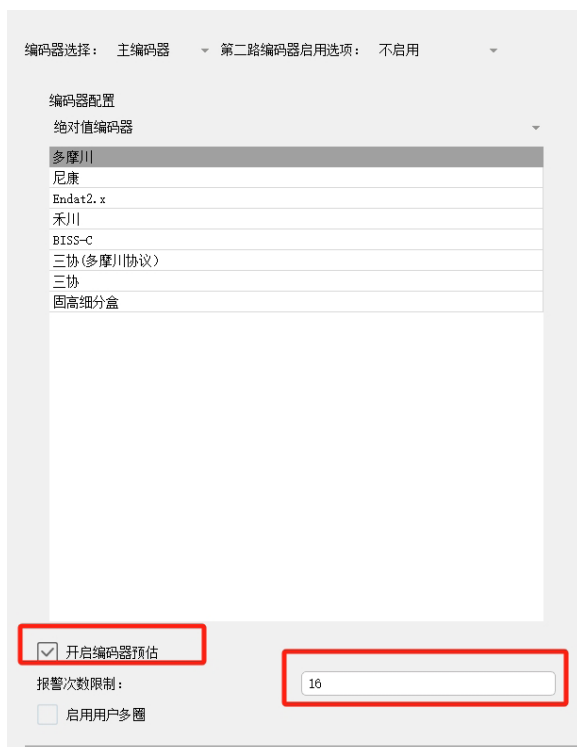 编码器选择： 主编码器 第二路编码器启用选项： 不启用
编码器配置
绝对值编码器
多摩川
尼康
Endat2.x
禾川
BISS-C
三协(多摩川协议)
三协
固高细分盒
开启编码器预估
报警次数限制： 16
启用用户多圈